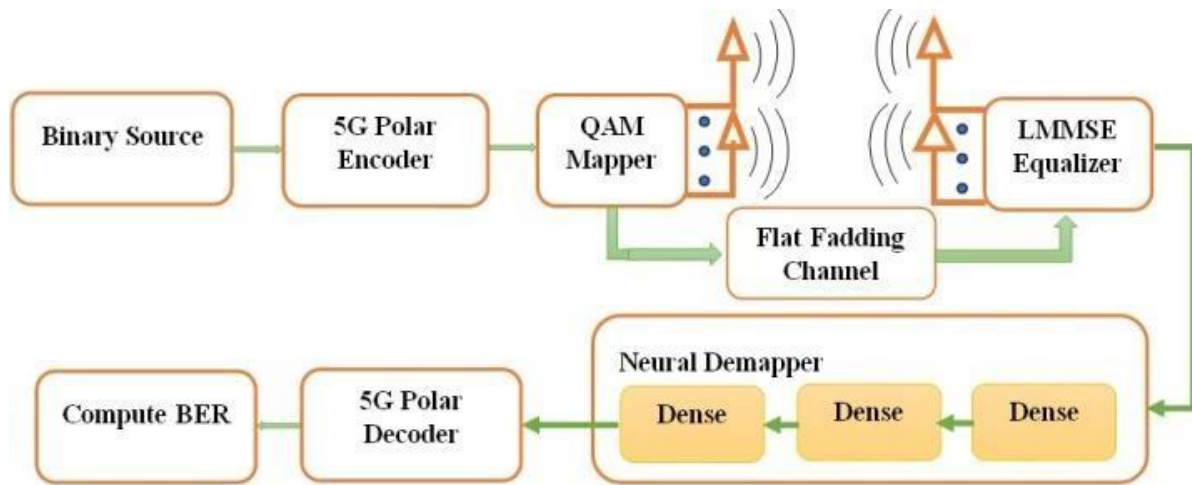 Binary Source
5G Polar
Encoder
QAM
Mapper
LMMSE
Equalizer
Flat Fadding
Channel
Neural Demapper
Dense
Dense
Dense
5G Polar
Decoder
Compute BER